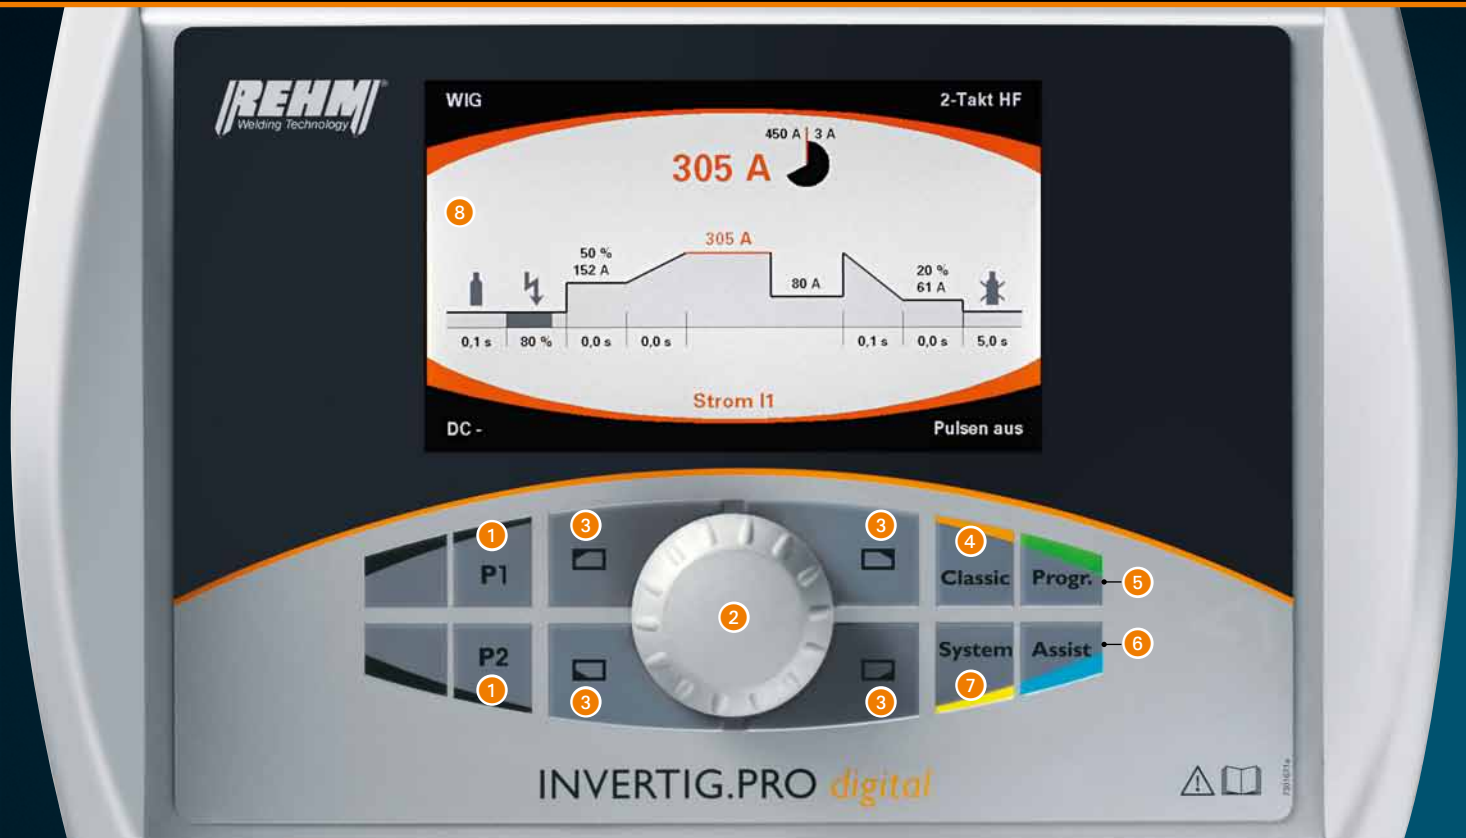 REHM®
Welding Technology
WIG
2-Takt HF
450 A 3 A
305 A
8
305 A
50 %
152 A
80 A
20 %
61 A
0,1 s 80 % 0,0 s 0,0 s 0,1 s 0,0 s 5,0 s
Strom I1
DC -
Pulsen aus
1
P1
3
3
4
Classic
Progr.
5
2
P2
1
3
3
System
7
Assist
6
INVERTIG.PRO digital